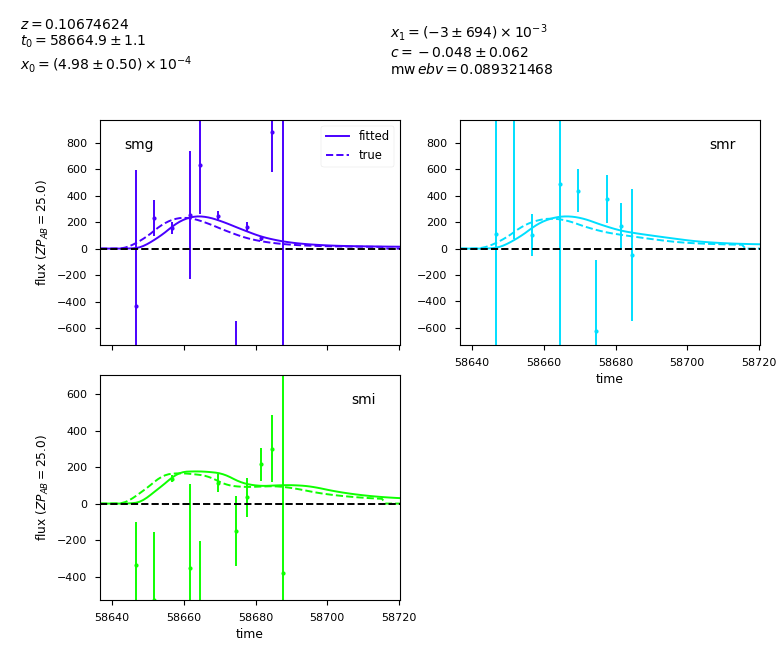 z = 0.10674624
t₀ = 58664.9 ± 1.1
x₀ = (4.98 ± 0.50) × 10⁻⁴
x₁ = (−3 ± 694) × 10⁻³
c = −0.048 ± 0.062
mw ebv = 0.089321468
smg
fitted
true
800
600
400
200
0
−200
−400
−600
flux (ZP_AB = 25.0)
smr
800
600
400
200
0
−200
−400
−600
58640 58660 58680 58700 58720
time
smi
600
400
200
0
−200
−400
flux (ZP_AB = 25.0)
58640 58660 58680 58700 58720
time